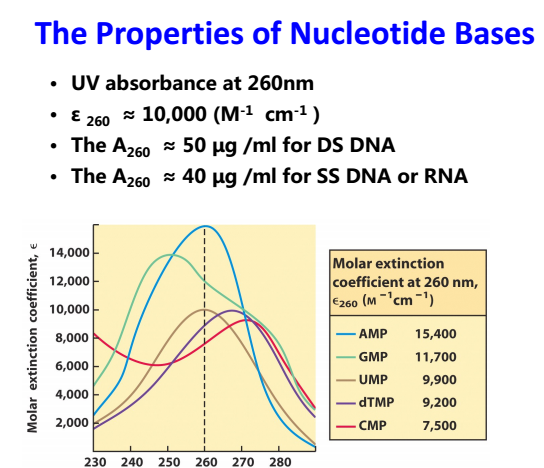 The Properties of Nucleotide Bases
• UV absorbance at 260nm
• ε 260 ≈ 10,000 (M-1 cm-1 )
• The A260 ≈ 50 μg /ml for DS DNA
• The A260 ≈ 40 μg /ml for SS DNA or RNA
Molar extinction coefficient, ϵ
14,000
12,000
10,000
8,000
6,000
4,000
2,000
230 240 250 260 270 280
Molar extinction
coefficient at 260 nm,
ϵ260 (M −1cm −1)
AMP 15,400
GMP 11,700
UMP 9,900
dTMP 9,200
CMP 7,500